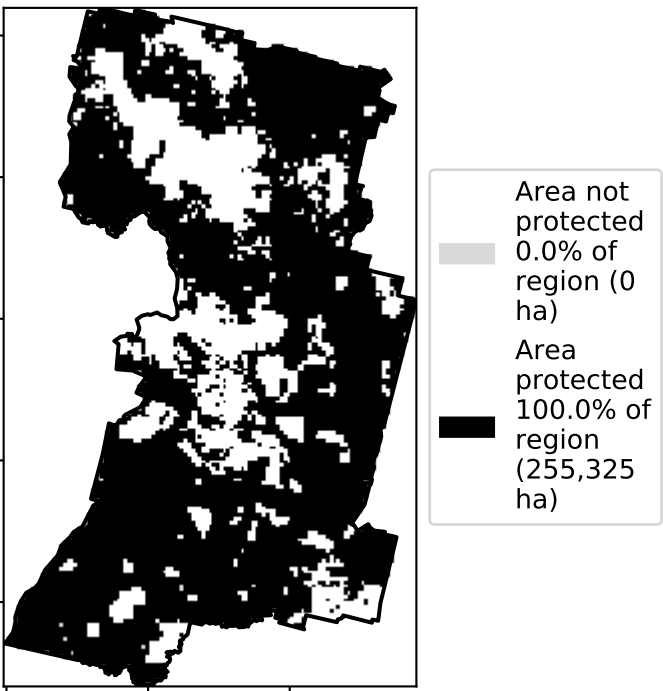 Area not
protected
0.0% of
region (0
ha)
Area
protected
100.0% of
region
(255,325
ha)